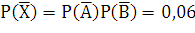 P(X̅) = P(A̅)P(B̅) = 0,06